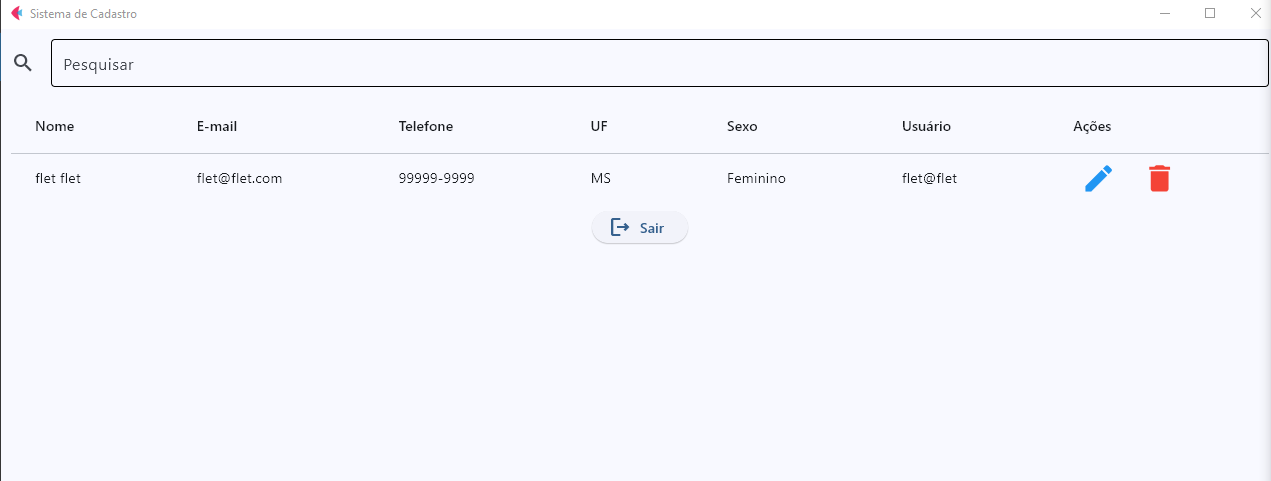 Sistema de Cadastro
Pesquisar
Nome E-mail Telefone UF Sexo Usuário Ações
flet flet flet@flet.com 99999-9999 MS Feminino flet@flet
Sair